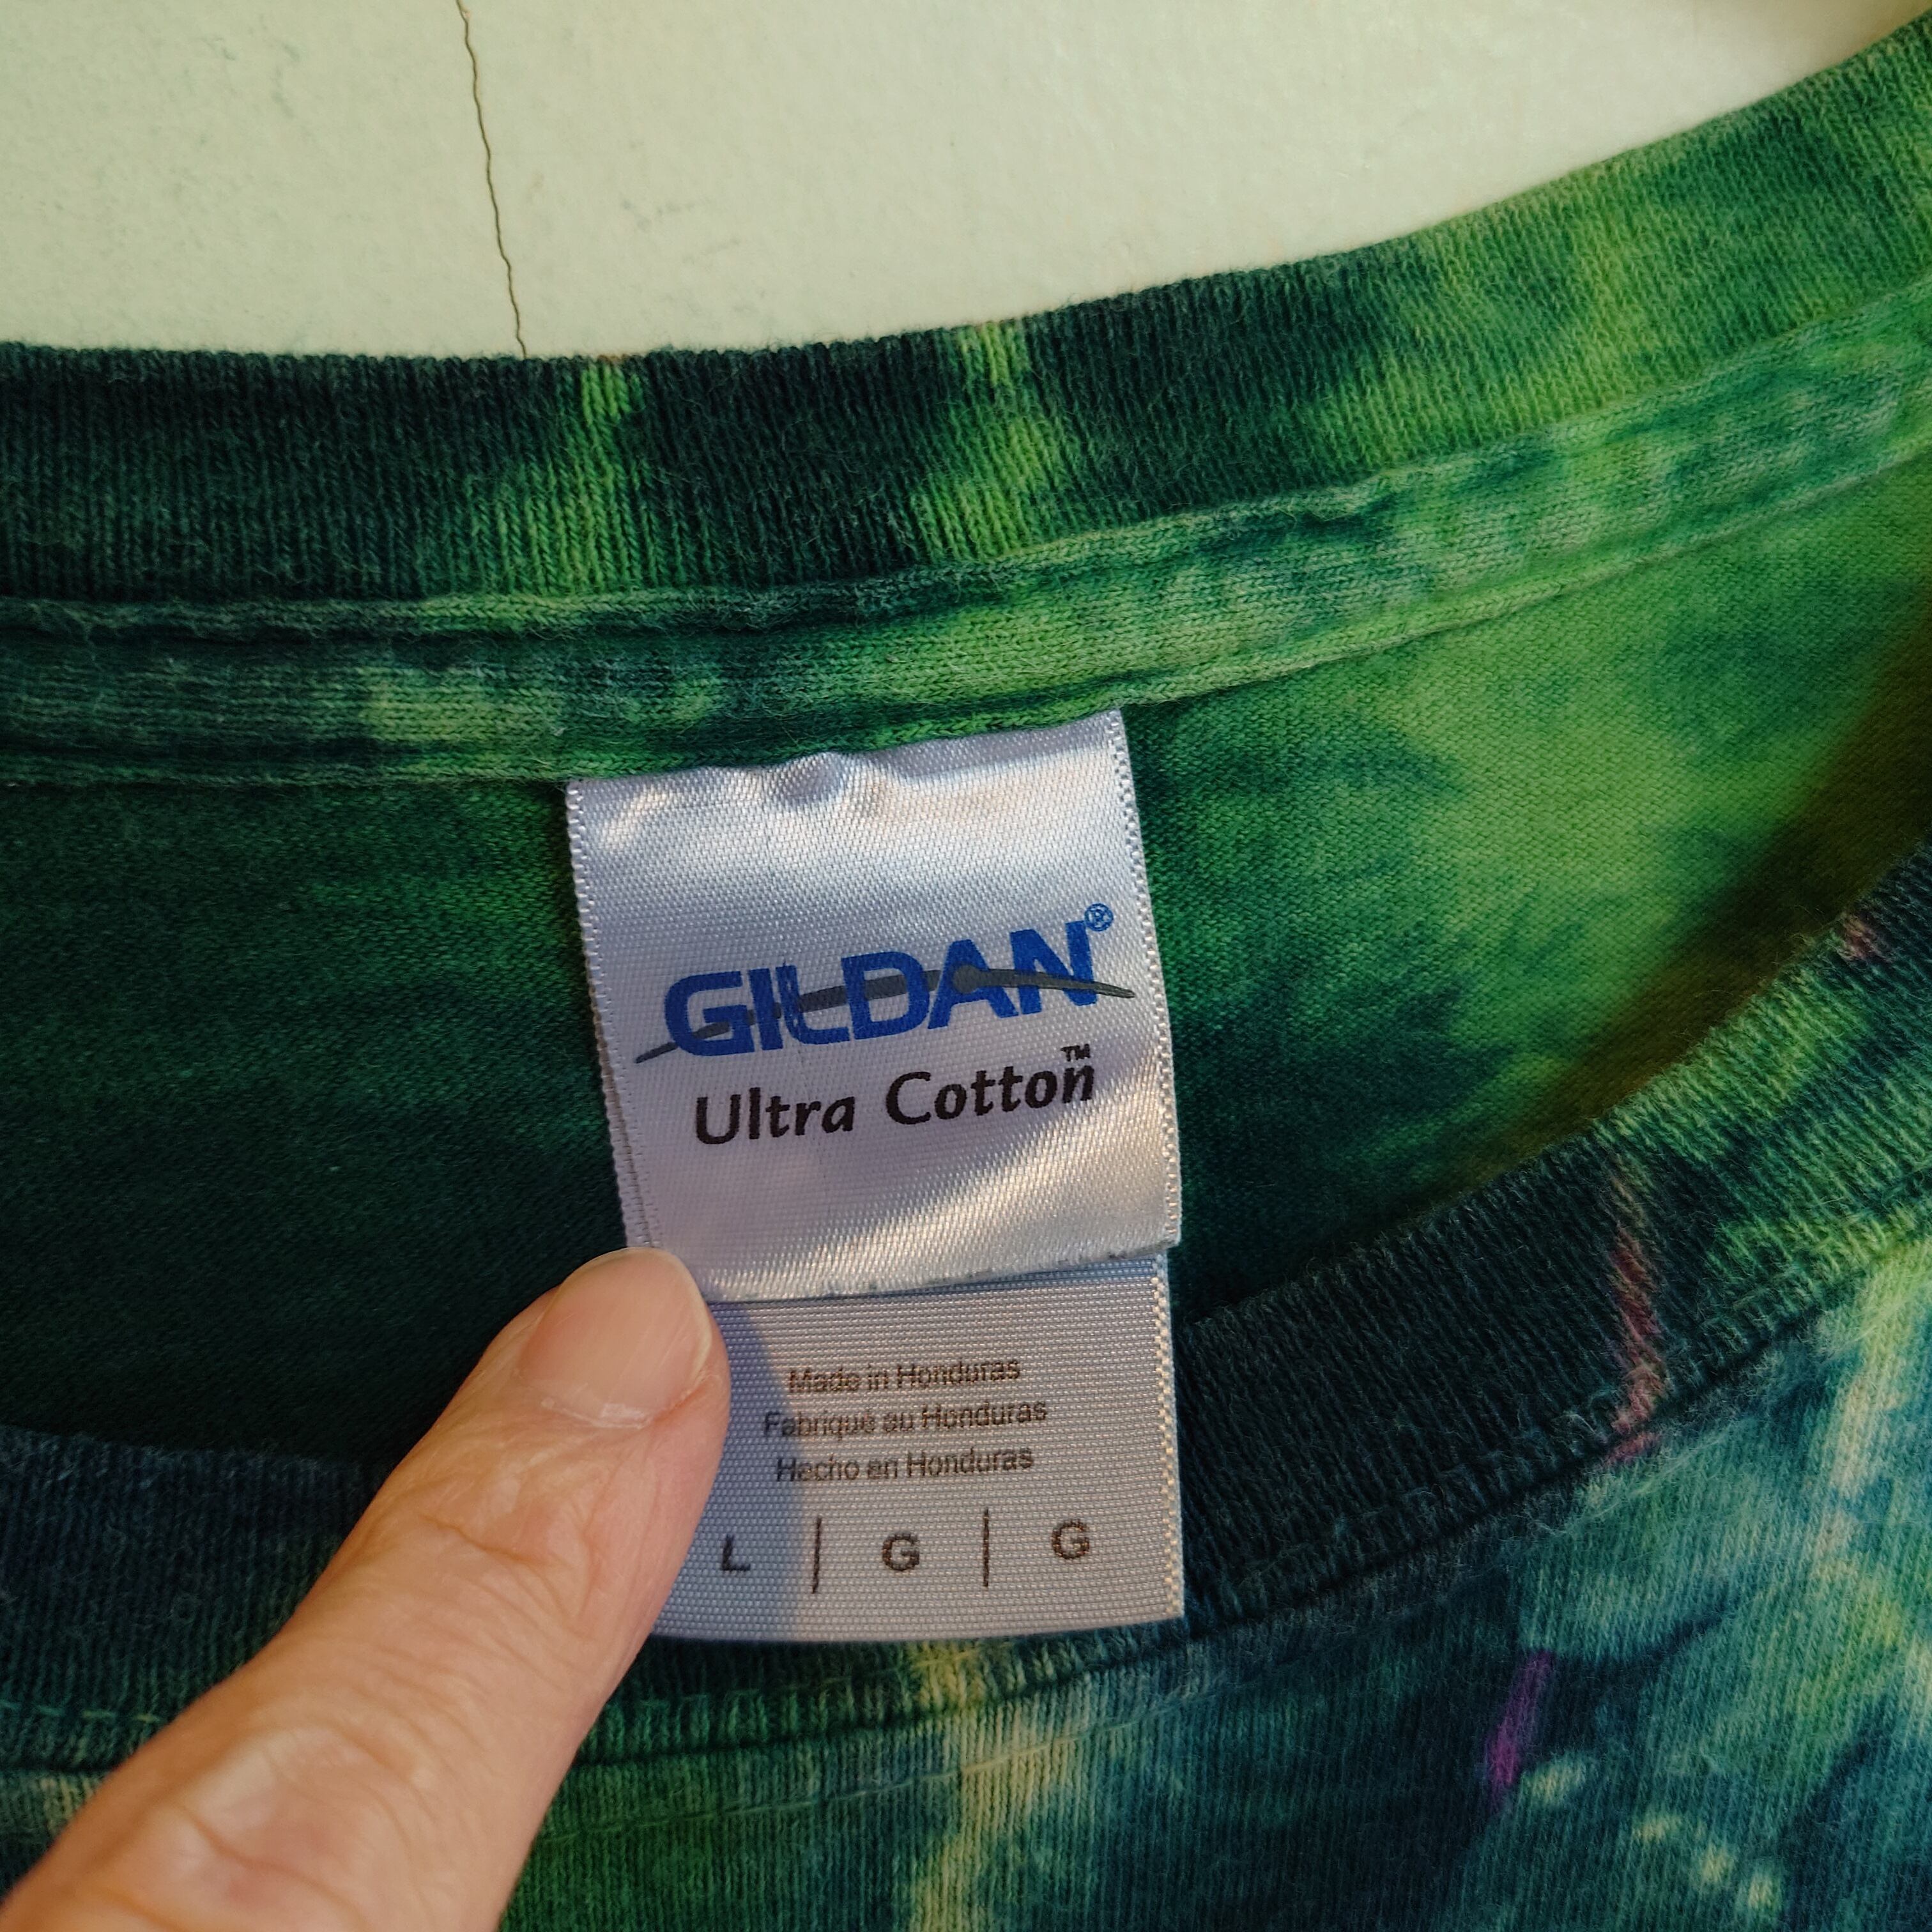 GILDAN®
Ultra Cotton™
Made in Honduras
Fabriqué au Honduras
Hecho en Honduras
L | G | G